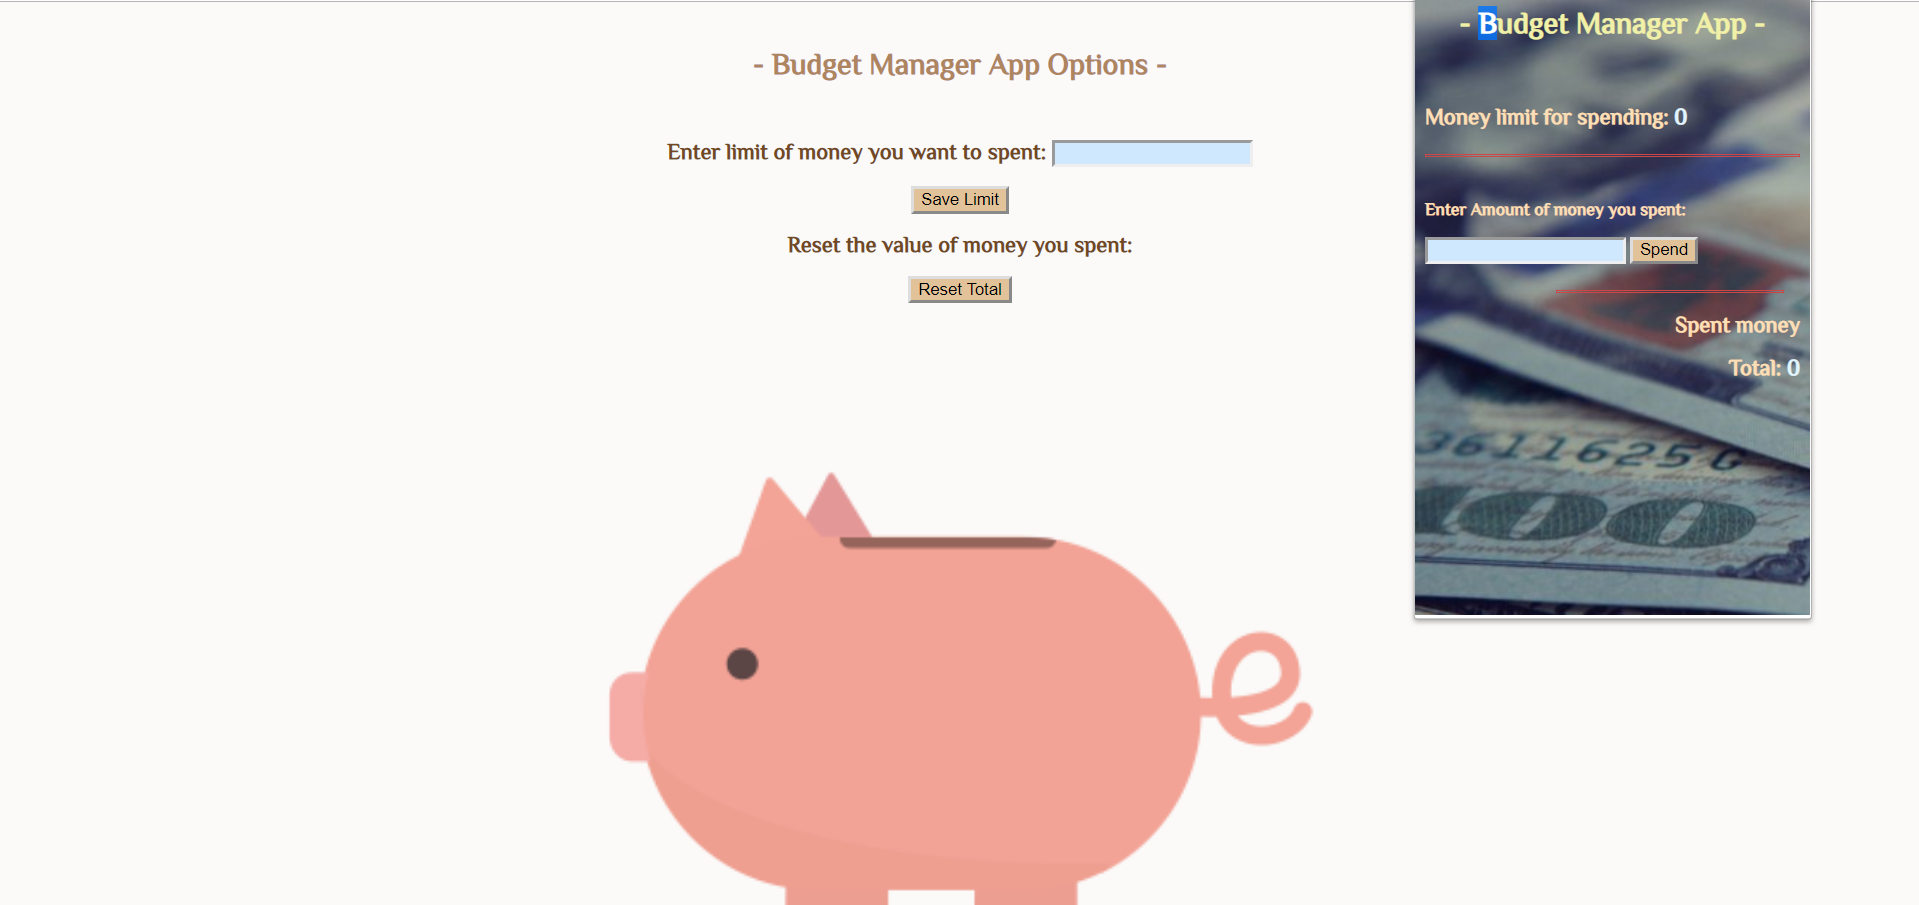 - Budget Manager App Options -
Enter limit of money you want to spent:
Save Limit
Reset the value of money you spent:
Reset Total
- Budget Manager App -
Money limit for spending: 0
Enter Amount of money you spent:
Spend
Spent money
Total: 0
36111625 G
100